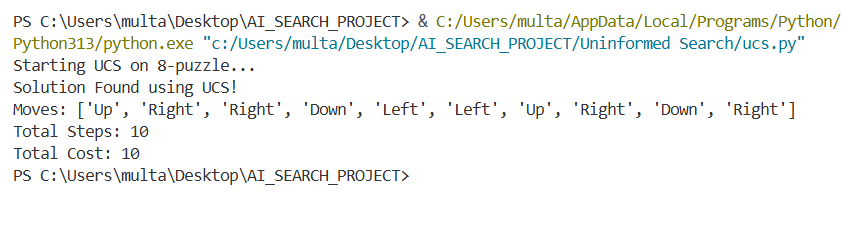 PS C:\Users\multa\Desktop\AI_SEARCH_PROJECT> & C:/Users/multa/AppData/Local/Programs/Python/
Python313/python.exe "c:/Users/multa/Desktop/AI_SEARCH_PROJECT/Uninformed Search/ucs.py"
Starting UCS on 8-puzzle...
Solution Found using UCS!
Moves: ['Up', 'Right', 'Right', 'Down', 'Left', 'Left', 'Up', 'Right', 'Down', 'Right']
Total Steps: 10
Total Cost: 10
PS C:\Users\multa\Desktop\AI_SEARCH_PROJECT>